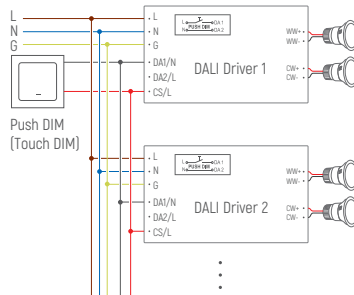 L
N
G
Push DIM
(Touch DIM)
L
N
G
DA1/N
DA2/L
CS/L
L DA1
PUSH DIM
N DA2
DALI Driver 1
WW+
WW-
CW+
CW-
L
N
G
DA1/N
DA2/L
CS/L
L DA1
PUSH DIM
N DA2
DALI Driver 2
WW+
WW-
CW+
CW-